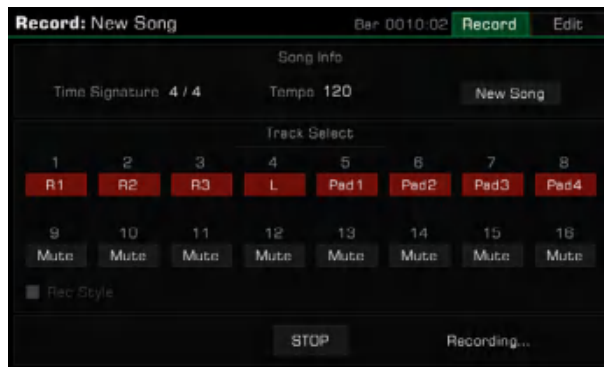 Record: New Song Bar 0010:02 Record Edit
Song Info
Time Signature 4 / 4 Tempo 120 New Song
Track Select
1 2 3 4 5 6 7 8
R1 R2 R3 L Pad1 Pad2 Pad3 Pad4
9 10 11 12 13 14 15 16
Mute Mute Mute Mute Mute Mute Mute Mute
Rec Style
STOP Recording...